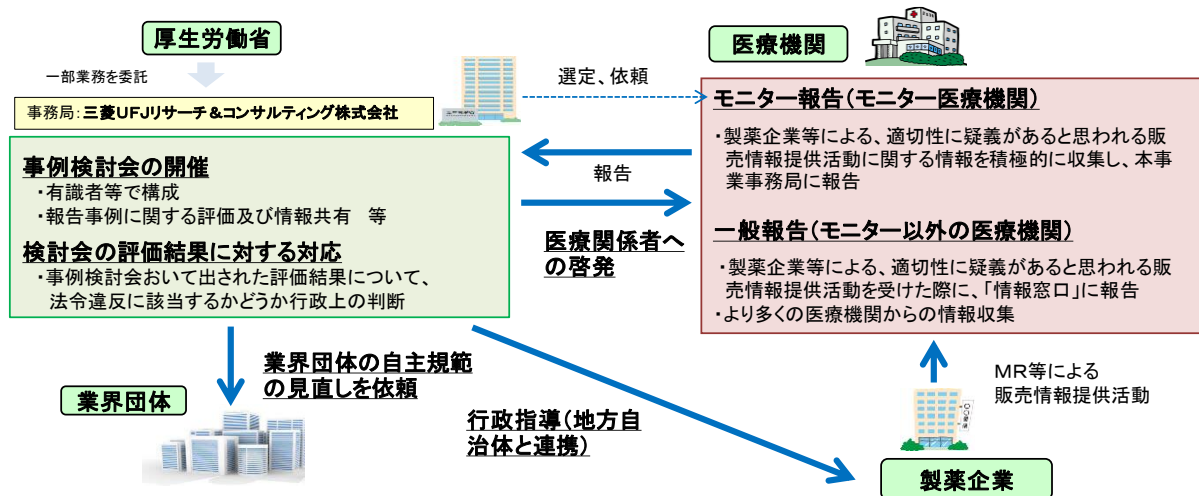 厚生労働省
一部業務を委託
事務局：三菱UFJリサーチ＆コンサルティング株式会社
事例検討会の開催
・有識者等で構成
・報告事例に関する評価及び情報共有　等
検討会の評価結果に対する対応
・事例検討会おいて出された評価結果について、
法令違反に該当するかどうか行政上の判断
選定、依頼
報告
医療関係者へ
の啓発
医療機関
モニター報告（モニター医療機関）
・製薬企業等による、適切性に疑義があると思われる販
売情報提供活動に関する情報を積極的に収集し、本事
業事務局に報告
一般報告（モニター以外の医療機関）
・製薬企業等による、適切性に疑義があると思われる販
売情報提供活動を受けた際に、「情報窓口」に報告
・より多くの医療機関からの情報収集
業界団体の自主規範
の見直しを依頼
業界団体
行政指導（地方自
治体と連携）
MR等による
販売情報提供活動
製薬企業